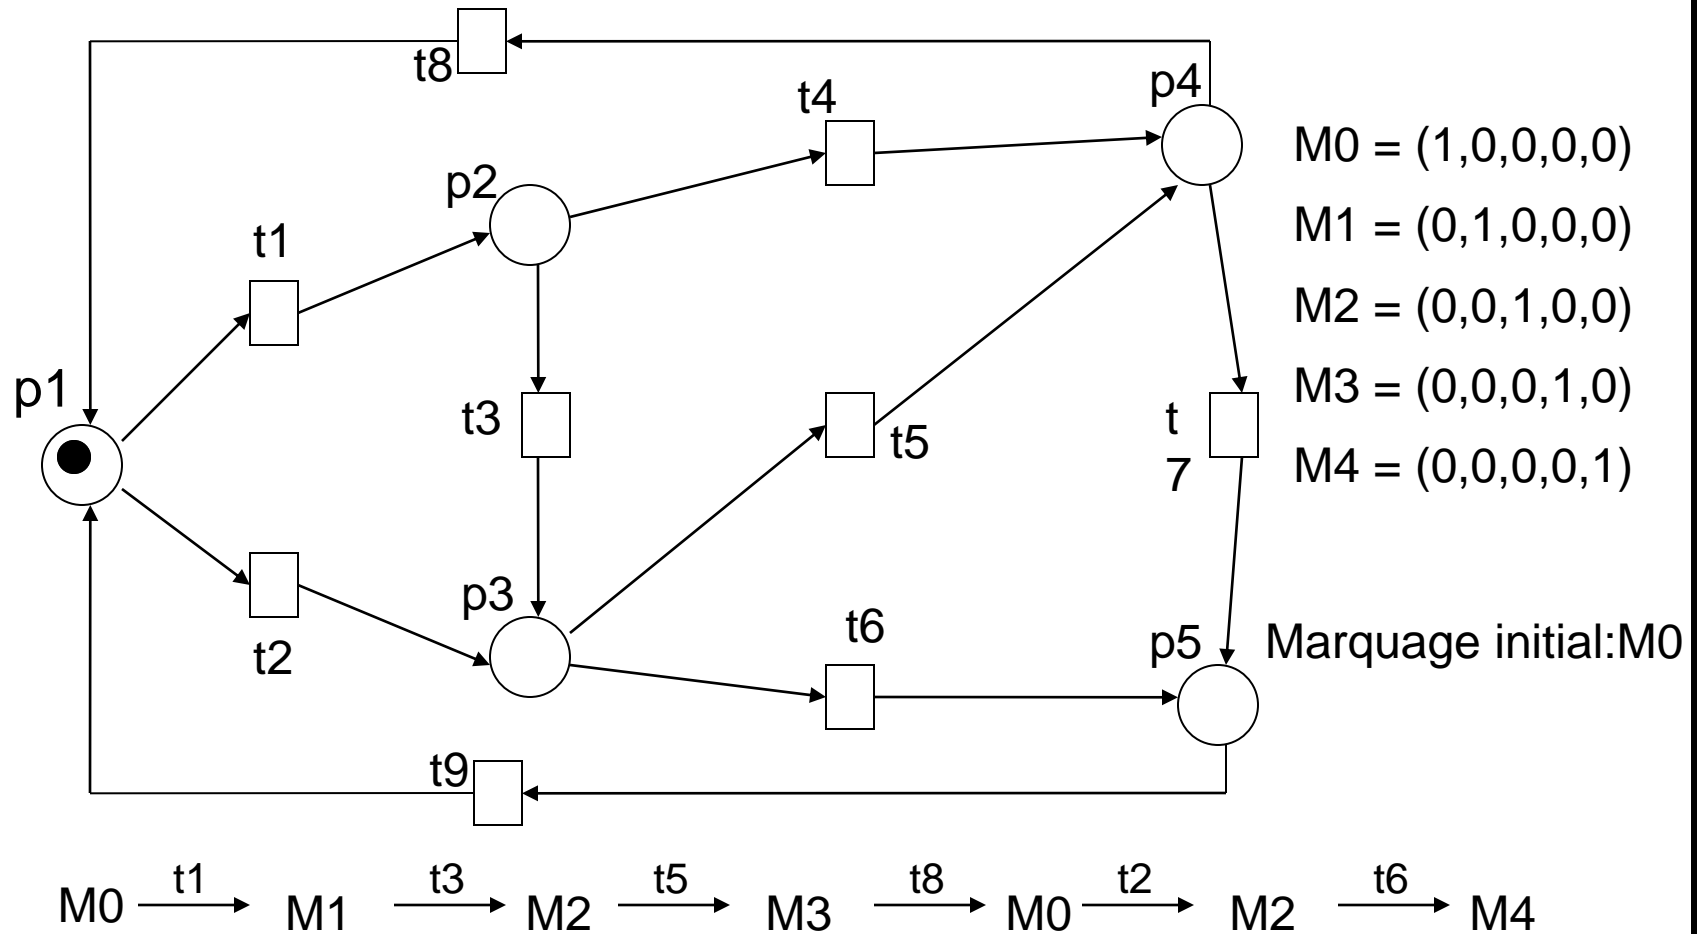 t8
p4
t4
M0 = (1,0,0,0,0)
p2
M1 = (0,1,0,0,0)
t1
M2 = (0,0,1,0,0)
p1
M3 = (0,0,0,1,0)
t3
t5
t
7
M4 = (0,0,0,0,1)
p3
t6
t2
p5
Marquage initial:M0
t9
t1 t3 t5 t8 t2 t6
M0 M1 M2 M3 M0 M2 M4